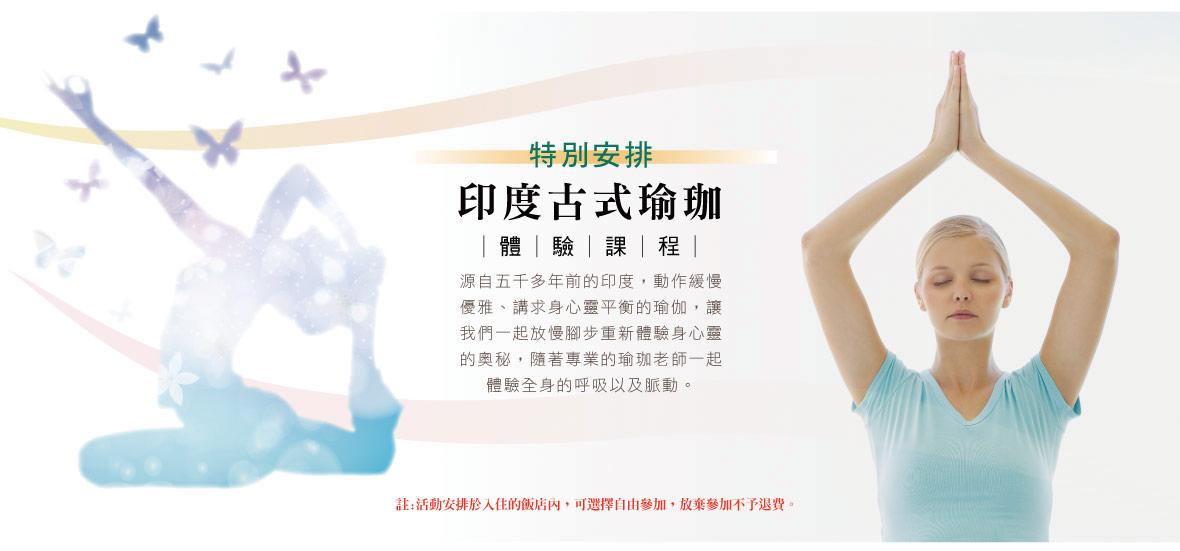 特別安排
印度古式瑜珈
｜體｜驗｜課｜程｜
源自五千多年前的印度，動作緩慢
優雅、講求身心靈平衡的瑜伽，讓
我們一起放慢腳步重新體驗身心靈
的奧秘，隨著專業的瑜珈老師一起
體驗全身的呼吸以及脈動。
註:活動安排於入住的飯店內，可選擇自由參加，放棄參加不予退費。